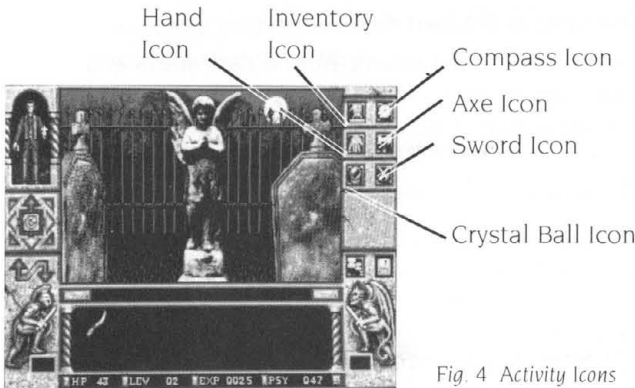 Hand Icon
Inventory Icon
Compass Icon
Axe Icon
Sword Icon
Crystal Ball Icon
HP 43 LEV 02 EXP 0025 PSY 047
Fig. 4 Activity Icons